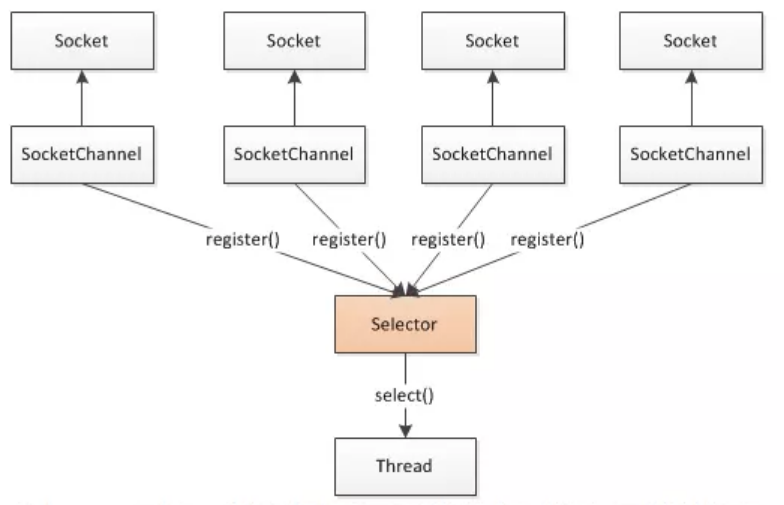 Socket Socket Socket Socket
SocketChannel SocketChannel SocketChannel SocketChannel
register() register() register() register()
Selector
select()
Thread